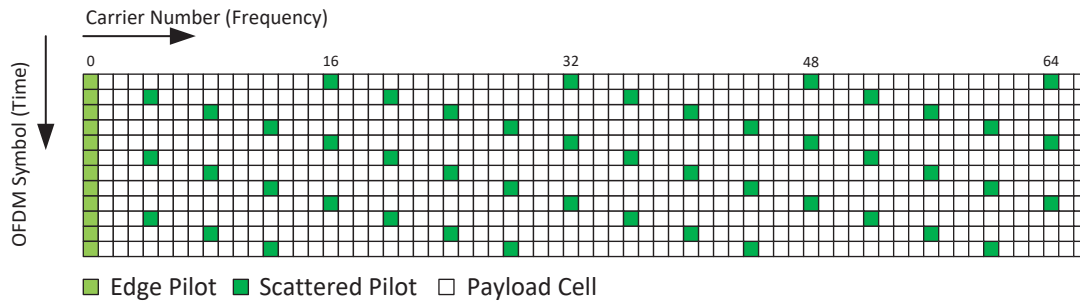 Carrier Number (Frequency)
0 16 32 48 64
OFDM Symbol (Time)
Edge Pilot Scattered Pilot Payload Cell